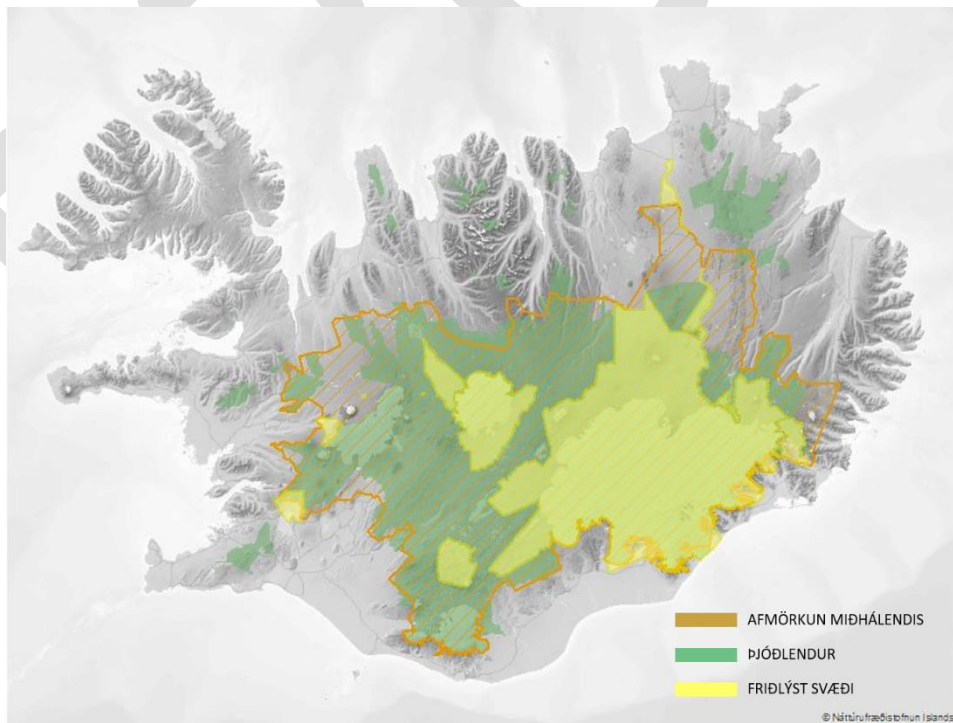 AFMÖRKUN MIÐHÁLENDIS
ÞJÓÐLENDUR
FRIÐLÝST SVÆÐI
© Náttúrufræðistofnun Íslands